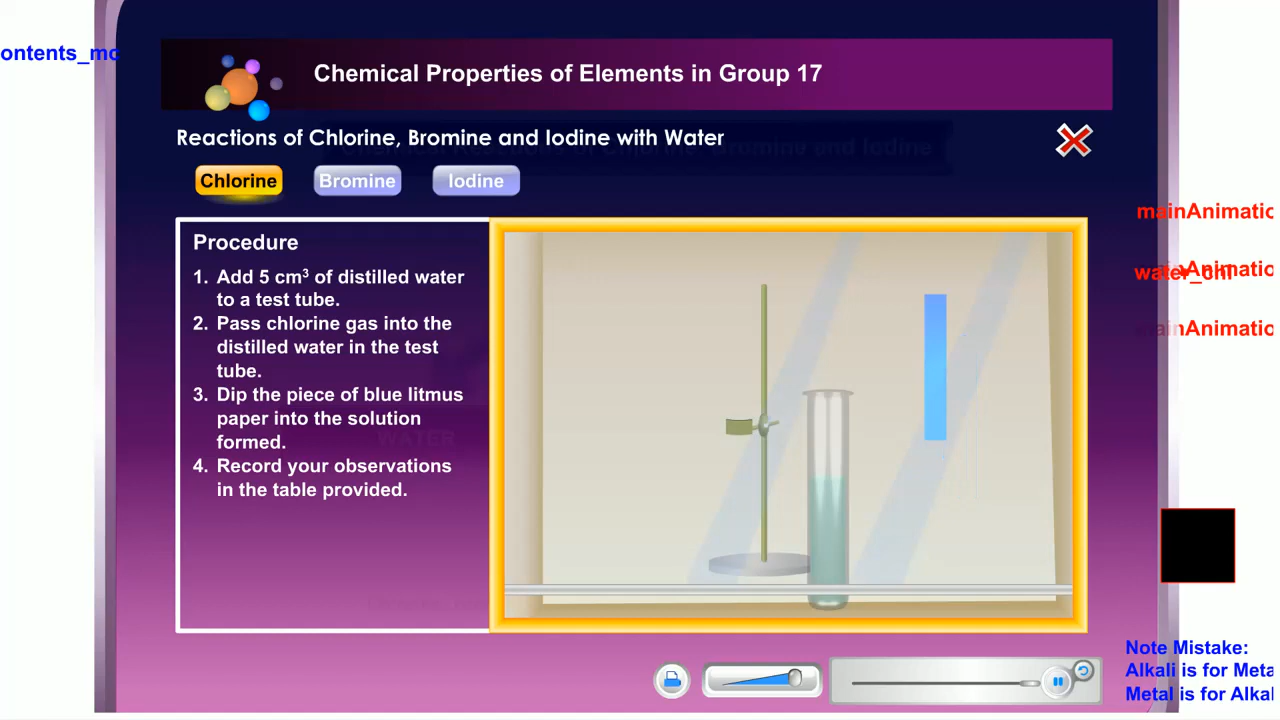 ontents_mc
Chemical Properties of Elements in Group 17
Reactions of Chlorine, Bromine and Iodine with Water
Chlorine Bromine Iodine
mainAnimatio
Procedure
1. Add 5 cm³ of distilled water
to a test tube.
2. Pass chlorine gas into the
distilled water in the test
tube.
3. Dip the piece of blue litmus
paper into the solution
formed.
4. Record your observations
in the table provided.
WATER
mainAnimatio
Note Mistake:
Alkali is for Meta
Metal is for Alkal